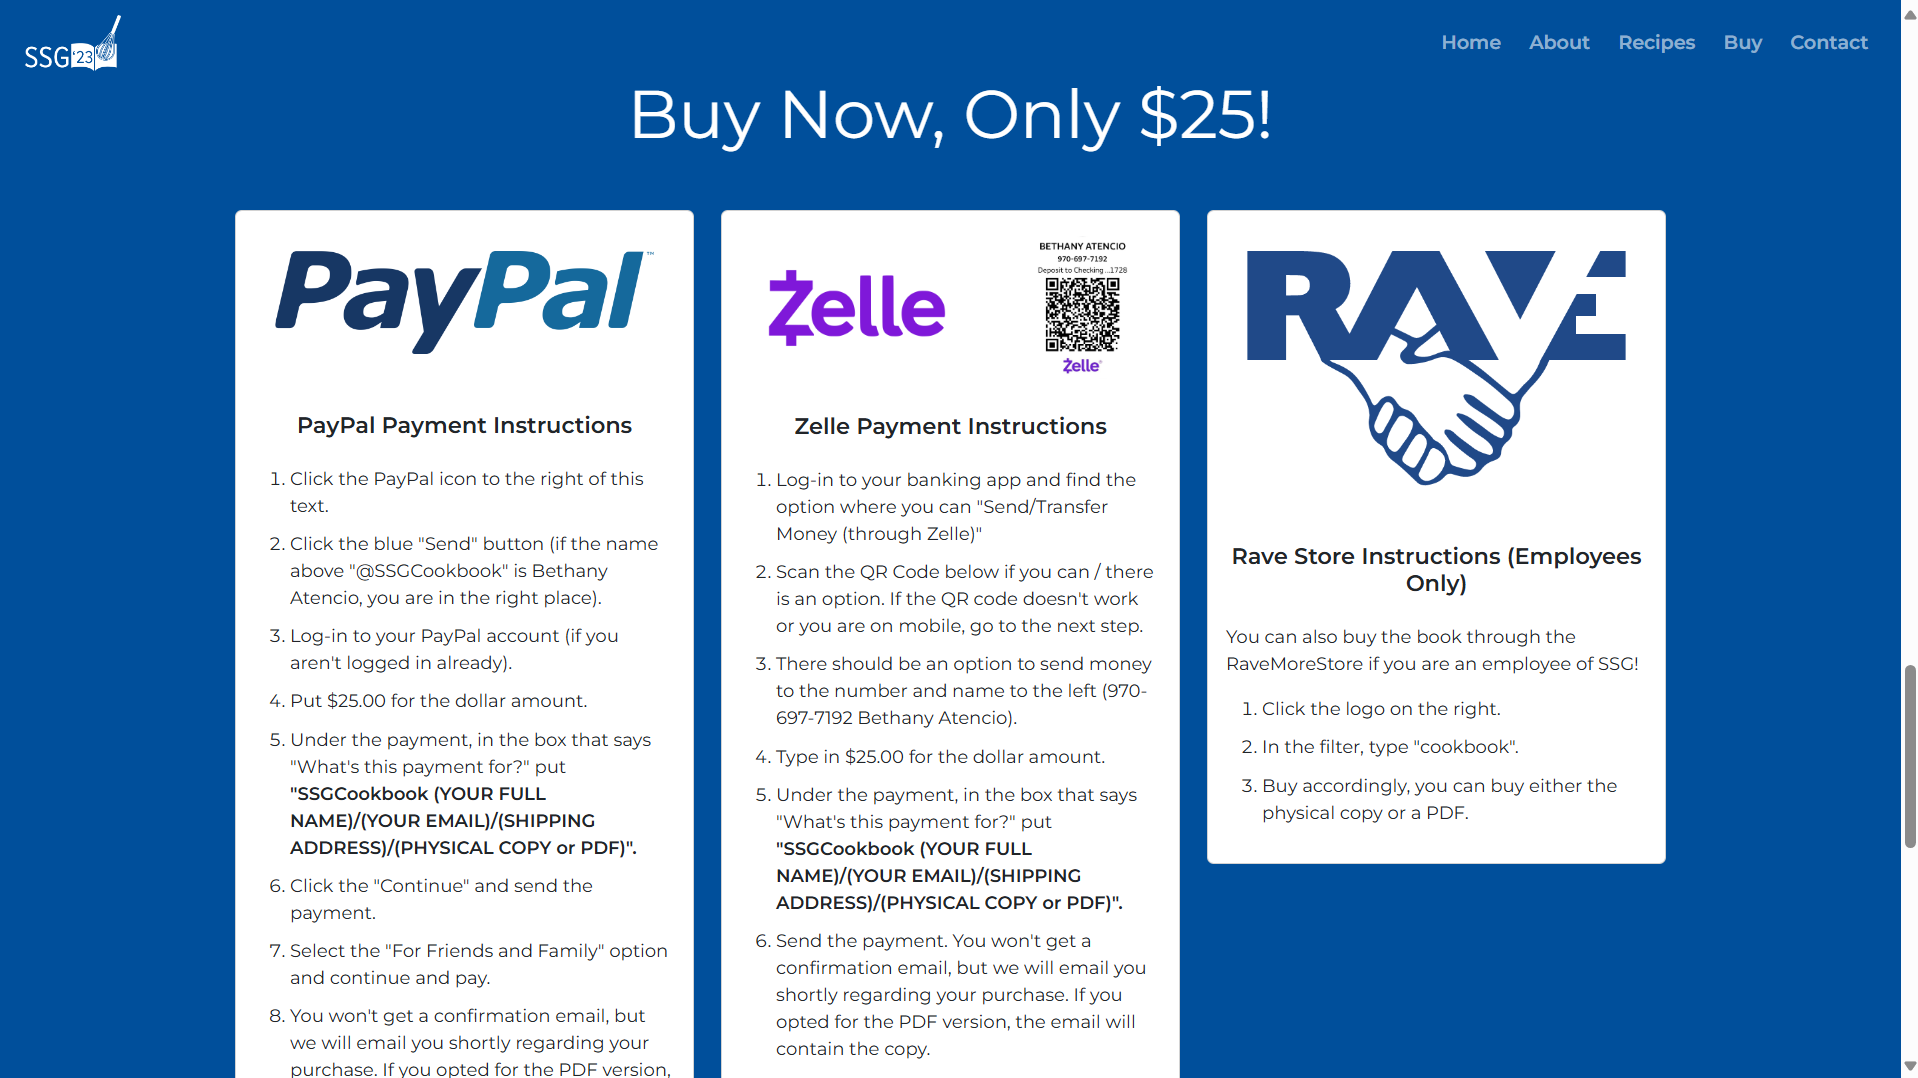 SSG '23
Home About Recipes Buy Contact
Buy Now, Only $25!
PayPal™
PayPal Payment Instructions
1. Click the PayPal icon to the right of this
text.
2. Click the blue "Send" button (if the name
above "@SSGCookbook" is Bethany
Atencio, you are in the right place).
3. Log-in to your PayPal account (if you
aren't logged in already).
4. Put $25.00 for the dollar amount.
5. Under the payment, in the box that says
"What's this payment for?" put
"SSGCookbook (YOUR FULL
NAME)/(YOUR EMAIL)/(SHIPPING
ADDRESS)/(PHYSICAL COPY or PDF)".
6. Click the "Continue" and send the
payment.
7. Select the "For Friends and Family" option
and continue and pay.
8. You won't get a confirmation email, but
we will email you shortly regarding your
purchase. If you opted for the PDF version,
Zelle
BETHANY ATENCIO
970-697-7192
Deposit to Checking ...1728
Zelle®
Zelle Payment Instructions
1. Log-in to your banking app and find the
option where you can "Send/Transfer
Money (through Zelle)"
2. Scan the QR Code below if you can / there
is an option. If the QR code doesn't work
or you are on mobile, go to the next step.
3. There should be an option to send money
to the number and name to the left (970-
697-7192 Bethany Atencio).
4. Type in $25.00 for the dollar amount.
5. Under the payment, in the box that says
"What's this payment for?" put
"SSGCookbook (YOUR FULL
NAME)/(YOUR EMAIL)/(SHIPPING
ADDRESS)/(PHYSICAL COPY or PDF)".
6. Send the payment. You won't get a
confirmation email, but we will email you
shortly regarding your purchase. If you
opted for the PDF version, the email will
contain the copy.
RAVE
Rave Store Instructions (Employees
Only)
You can also buy the book through the
RaveMoreStore if you are an employee of SSG!
1. Click the logo on the right.
2. In the filter, type "cookbook".
3. Buy accordingly, you can buy either the
physical copy or a PDF.